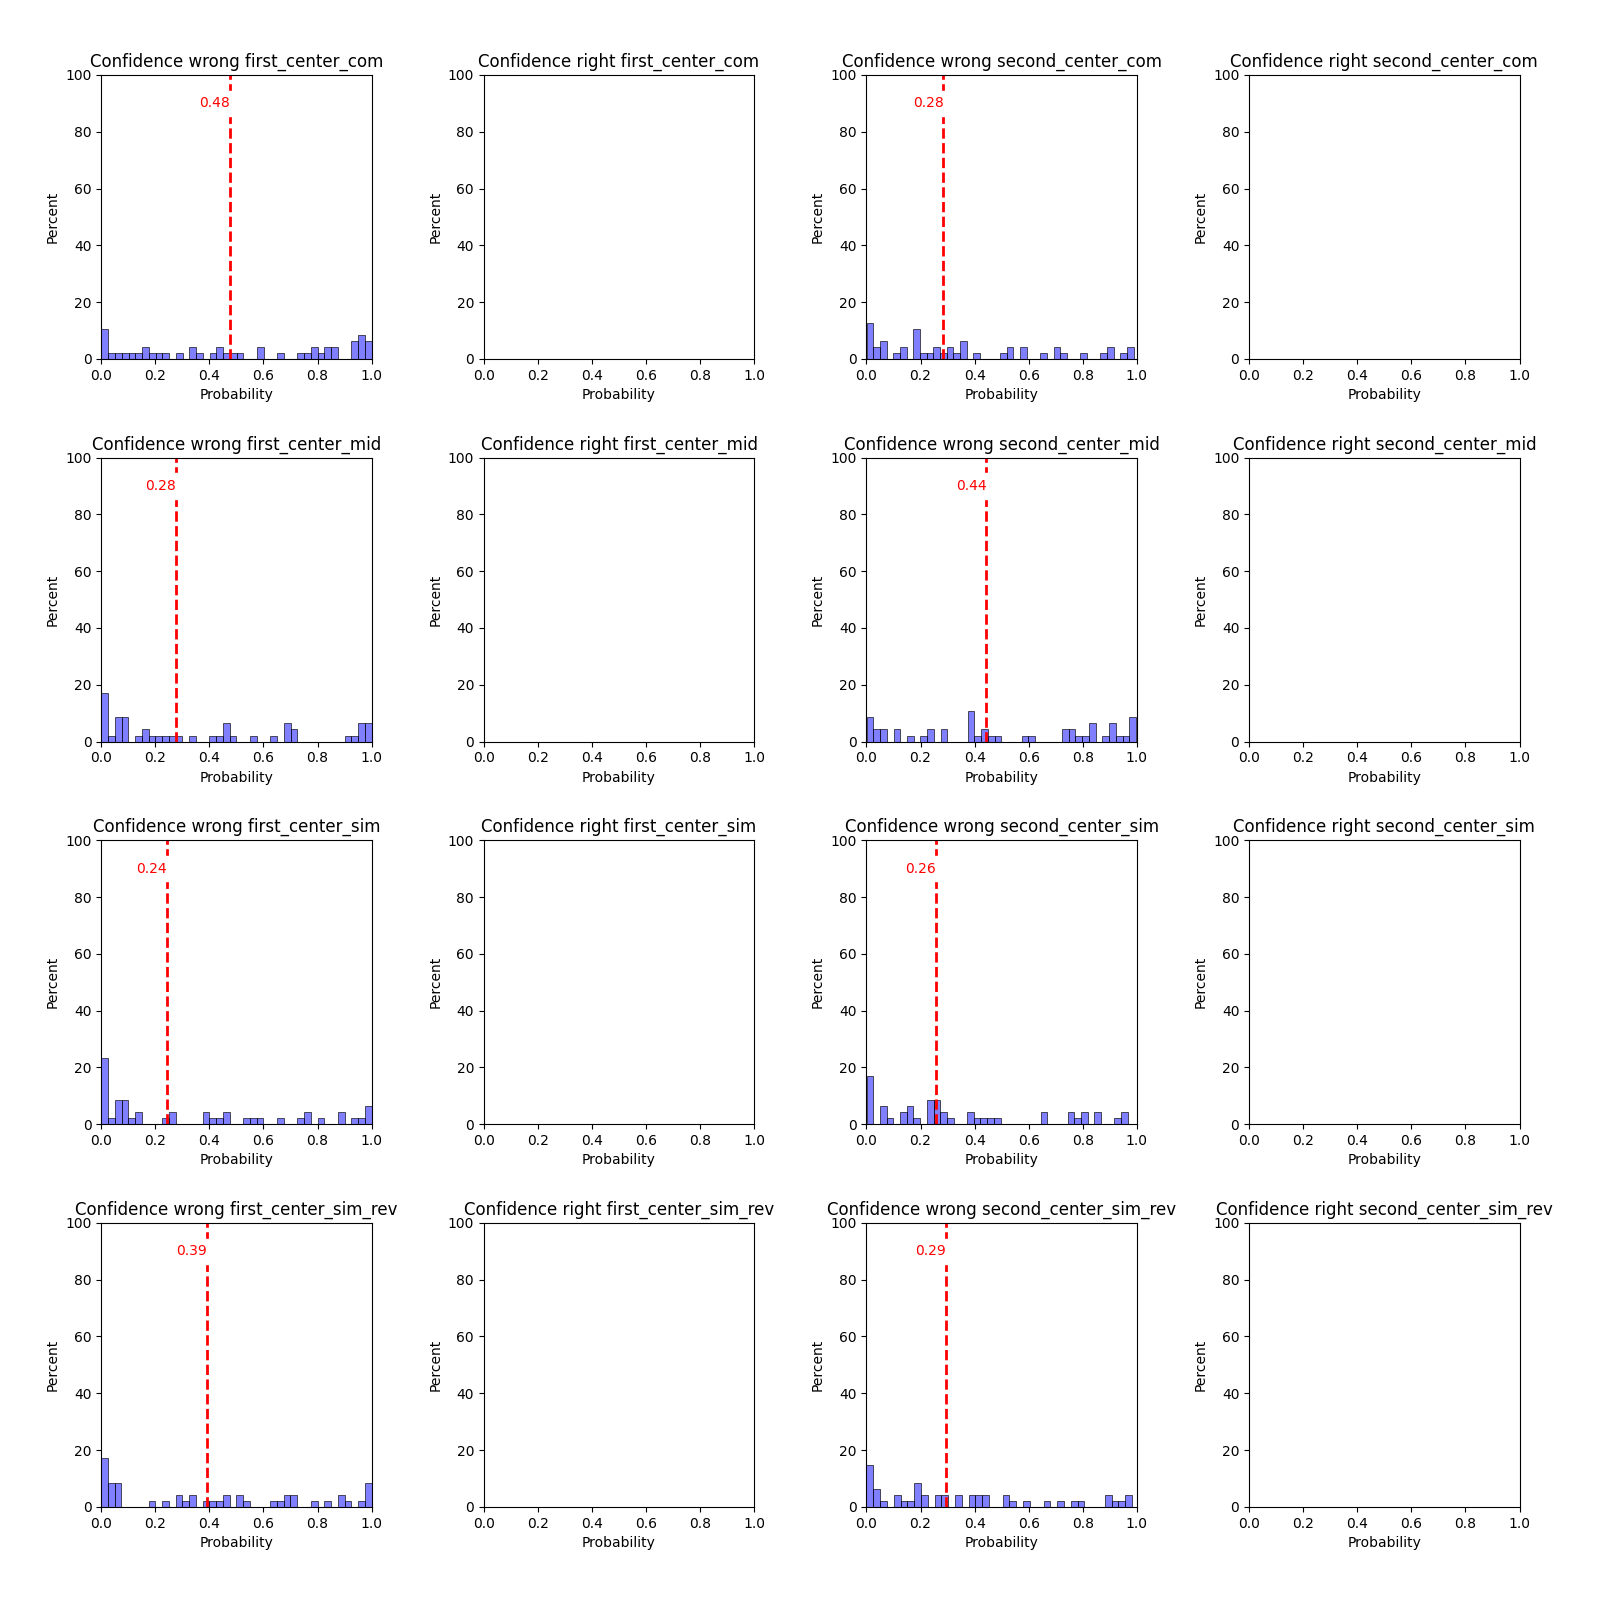 Confidence wrong first_center_com
Confidence right first_center_com
Confidence wrong second_center_com
Confidence right second_center_com
100
80
60
40
20
0
Percent
0.48
0.0 0.2 0.4 0.6 0.8 1.0
Probability
100
80
60
40
20
0
Percent
0.0 0.2 0.4 0.6 0.8 1.0
Probability
100
80
60
40
20
0
Percent
0.28
0.0 0.2 0.4 0.6 0.8 1.0
Probability
100
80
60
40
20
0
Percent
0.0 0.2 0.4 0.6 0.8 1.0
Probability
Confidence wrong first_center_mid
Confidence right first_center_mid
Confidence wrong second_center_mid
Confidence right second_center_mid
100
80
60
40
20
0
Percent
0.28
0.0 0.2 0.4 0.6 0.8 1.0
Probability
100
80
60
40
20
0
Percent
0.0 0.2 0.4 0.6 0.8 1.0
Probability
100
80
60
40
20
0
Percent
0.44
0.0 0.2 0.4 0.6 0.8 1.0
Probability
100
80
60
40
20
0
Percent
0.0 0.2 0.4 0.6 0.8 1.0
Probability
Confidence wrong first_center_sim
Confidence right first_center_sim
Confidence wrong second_center_sim
Confidence right second_center_sim
100
80
60
40
20
0
Percent
0.24
0.0 0.2 0.4 0.6 0.8 1.0
Probability
100
80
60
40
20
0
Percent
0.0 0.2 0.4 0.6 0.8 1.0
Probability
100
80
60
40
20
0
Percent
0.26
0.0 0.2 0.4 0.6 0.8 1.0
Probability
100
80
60
40
20
0
Percent
0.0 0.2 0.4 0.6 0.8 1.0
Probability
Confidence wrong first_center_sim_rev
Confidence right first_center_sim_rev
Confidence wrong second_center_sim_rev
Confidence right second_center_sim_rev
100
80
60
40
20
0
Percent
0.39
0.0 0.2 0.4 0.6 0.8 1.0
Probability
100
80
60
40
20
0
Percent
0.0 0.2 0.4 0.6 0.8 1.0
Probability
100
80
60
40
20
0
Percent
0.29
0.0 0.2 0.4 0.6 0.8 1.0
Probability
100
80
60
40
20
0
Percent
0.0 0.2 0.4 0.6 0.8 1.0
Probability